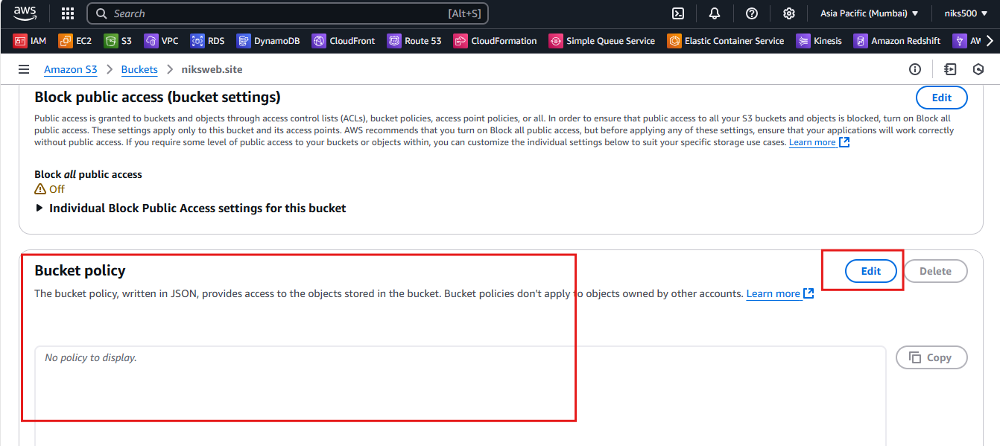 aws
Search [Alt+S]
Asia Pacific (Mumbai) niks500
IAM EC2 S3 VPC RDS DynamoDB CloudFront Route 53 CloudFormation Simple Queue Service Elastic Container Service Kinesis Amazon Redshift AW
Amazon S3 > Buckets > niksweb.site
Block public access (bucket settings)
Edit
Public access is granted to buckets and objects through access control lists (ACLs), bucket policies, access point policies, or all. In order to ensure that public access to all your S3 buckets and objects is blocked, turn on Block all
public access. These settings apply only to this bucket and its access points. AWS recommends that you turn on Block all public access, but before applying any of these settings, ensure that your applications will work correctly
without public access. If you require some level of public access to your buckets or objects within, you can customize the individual settings below to suit your specific storage use cases. Learn more
Block all public access
Off
Individual Block Public Access settings for this bucket
Bucket policy
Edit
Delete
The bucket policy, written in JSON, provides access to the objects stored in the bucket. Bucket policies don't apply to objects owned by other accounts. Learn more
No policy to display.
Copy